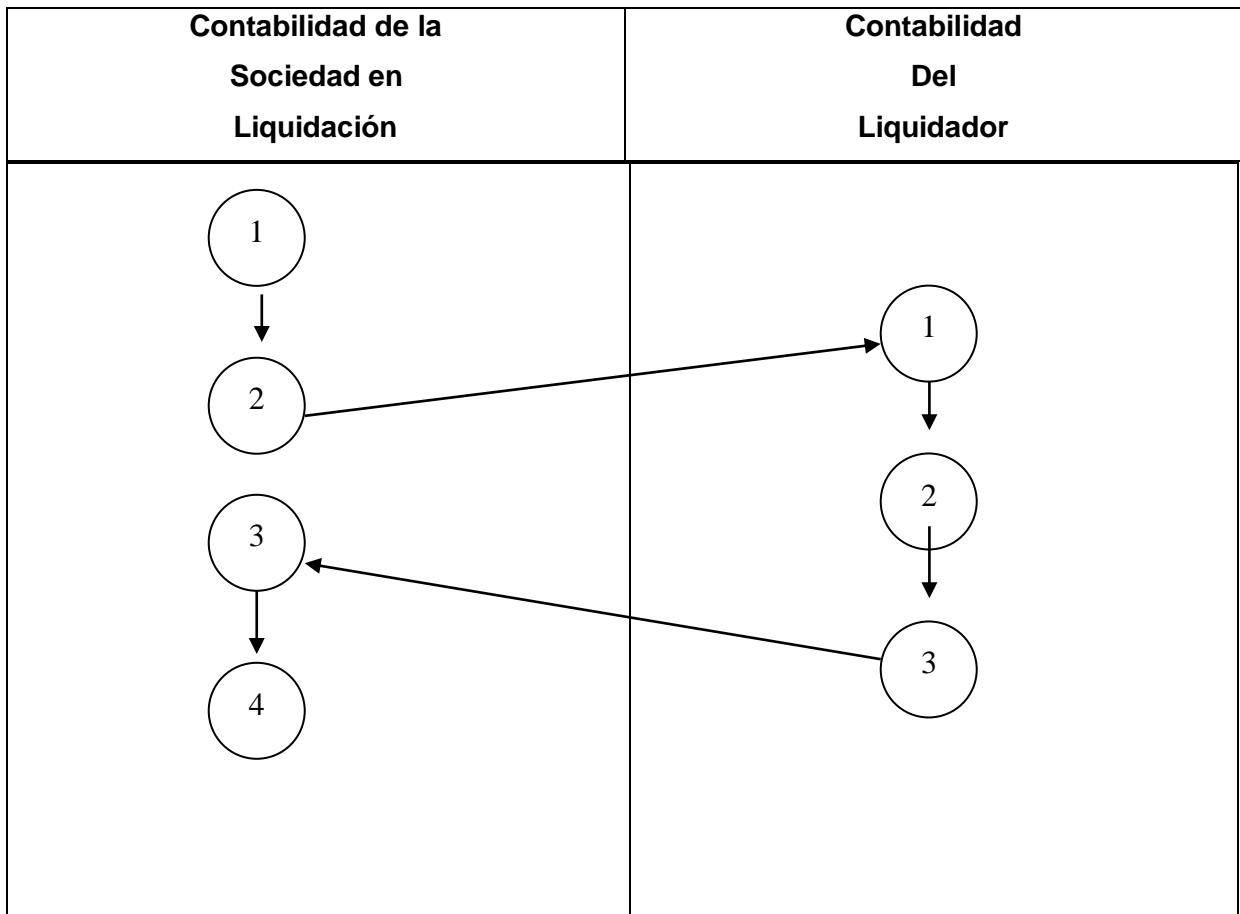 Contabilidad de la
Sociedad en
Liquidación
Contabilidad
Del
Liquidador
1
2
3
4
1
2
3